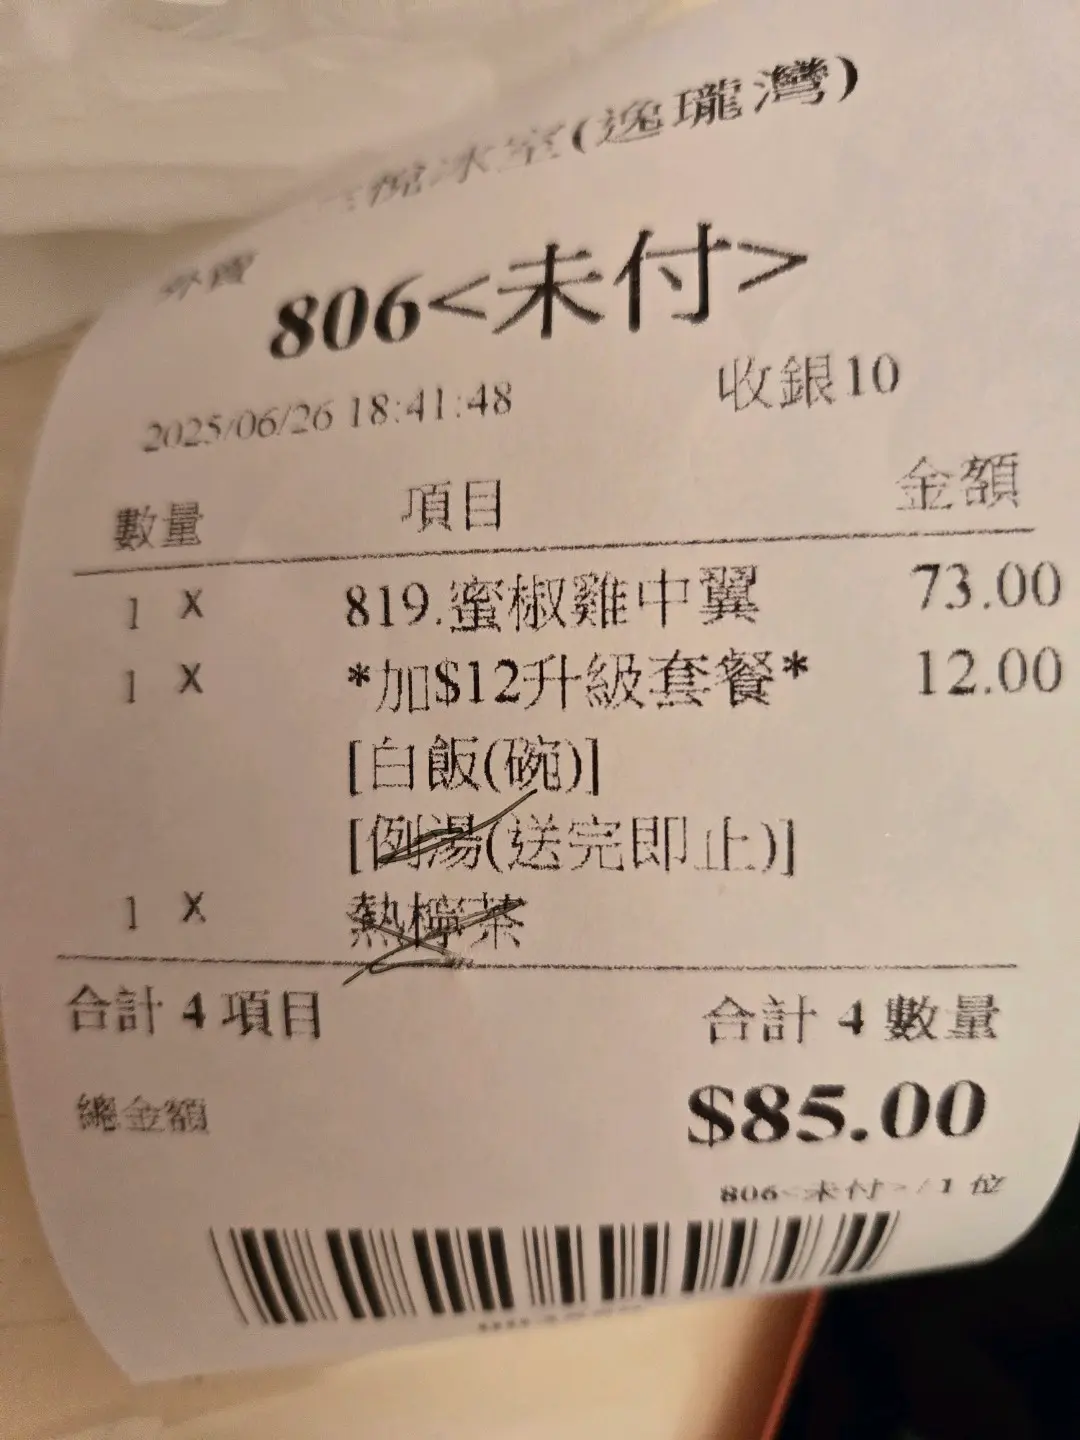 冰室(逸瓏灣)
外賣
806<未付>
2025/06/26 18:41:48 收銀10
數量 項目 金額
1 X 819.蜜椒雞中翼 73.00
1 X *加$12升級套餐* 12.00
[白飯(碗)]
[例湯(送完即止)]
1 X 熱檸茶
合計 4 項目 合計 4 數量
總金額 $85.00
806<未付> / 1 位